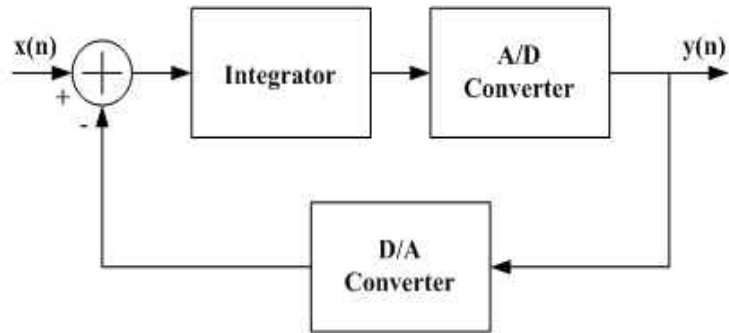 x(n)
+
-
Integrator
A/D
Converter
y(n)
D/A
Converter